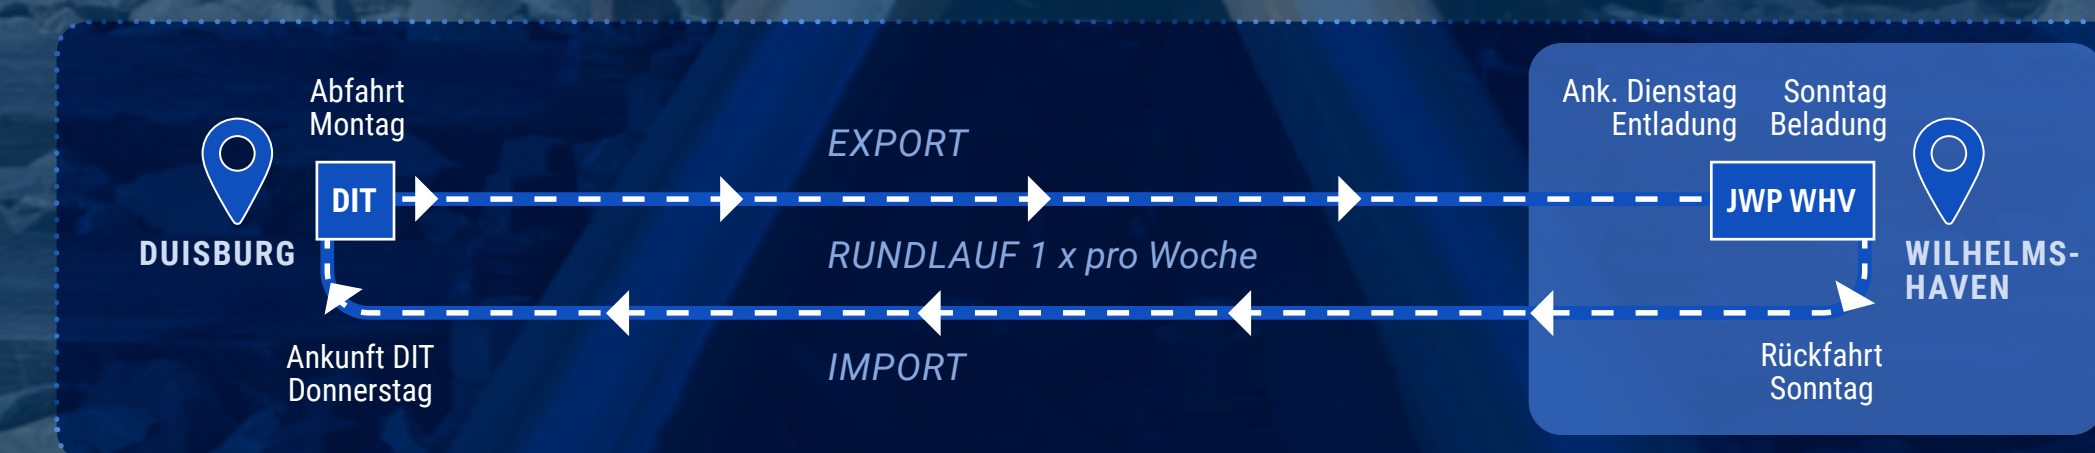 Abfahrt
Montag
DIT
DUISBURG
EXPORT
RUNDLAUF 1 x pro Woche
IMPORT
Ankunft DIT
Donnerstag
Ank. Dienstag
Entladung
Sonntag
Beladung
JWP WHV
WILHELMS-
HAVEN
Rückfahrt
Sonntag